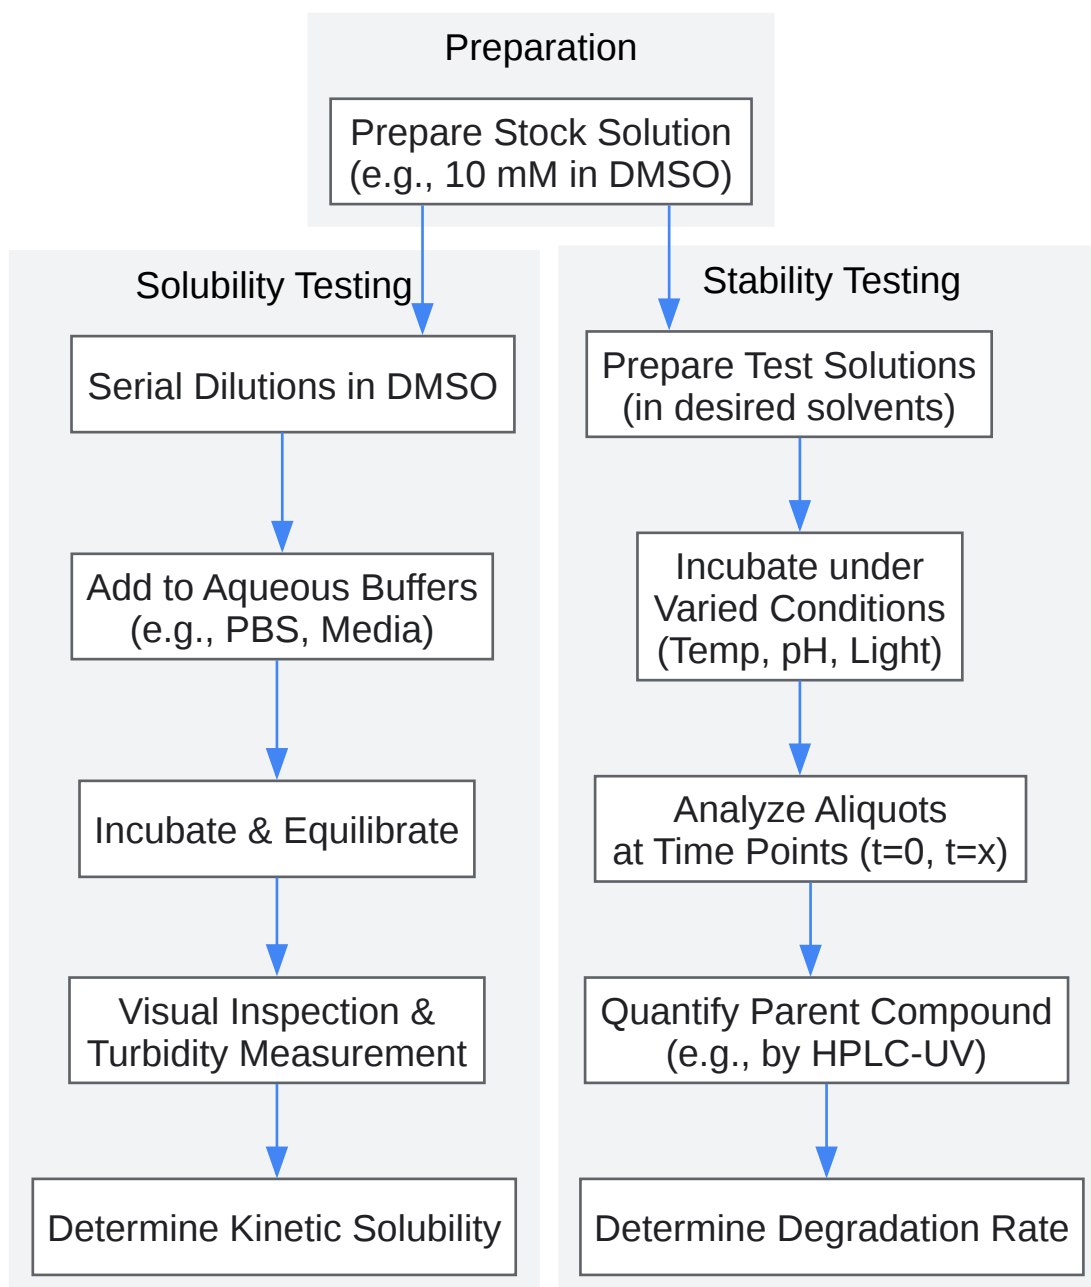 Preparation
Prepare Stock Solution
(e.g., 10 mM in DMSO)
Solubility Testing
Serial Dilutions in DMSO
Add to Aqueous Buffers
(e.g., PBS, Media)
Incubate & Equilibrate
Visual Inspection &
Turbidity Measurement
Determine Kinetic Solubility
Stability Testing
Prepare Test Solutions
(in desired solvents)
Incubate under
Varied Conditions
(Temp, pH, Light)
Analyze Aliquots
at Time Points (t=0, t=x)
Quantify Parent Compound
(e.g., by HPLC-UV)
Determine Degradation Rate